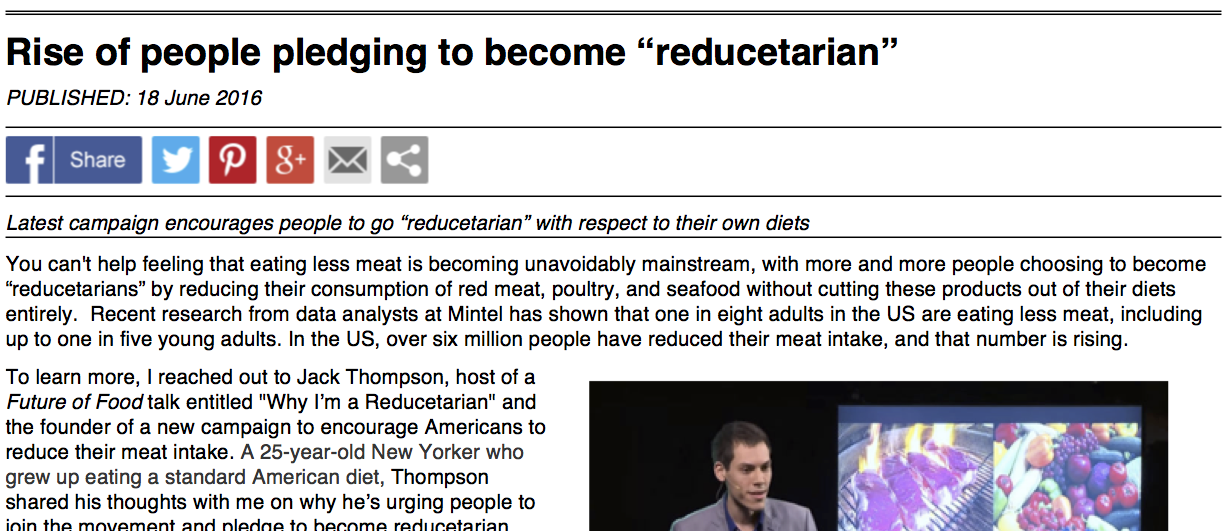 Rise of people pledging to become “reducetarian”
PUBLISHED: 18 June 2016
f Share
g+
Latest campaign encourages people to go “reducetarian” with respect to their own diets
You can't help feeling that eating less meat is becoming unavoidably mainstream, with more and more people choosing to become
“reducetarians” by reducing their consumption of red meat, poultry, and seafood without cutting these products out of their diets
entirely.  Recent research from data analysts at Mintel has shown that one in eight adults in the US are eating less meat, including
up to one in five young adults. In the US, over six million people have reduced their meat intake, and that number is rising.
To learn more, I reached out to Jack Thompson, host of a
Future of Food talk entitled "Why I’m a Reducetarian" and
the founder of a new campaign to encourage Americans to
reduce their meat intake. A 25-year-old New Yorker who
grew up eating a standard American diet, Thompson
shared his thoughts with me on why he’s urging people to
join the movement and pledge to become reducetarian